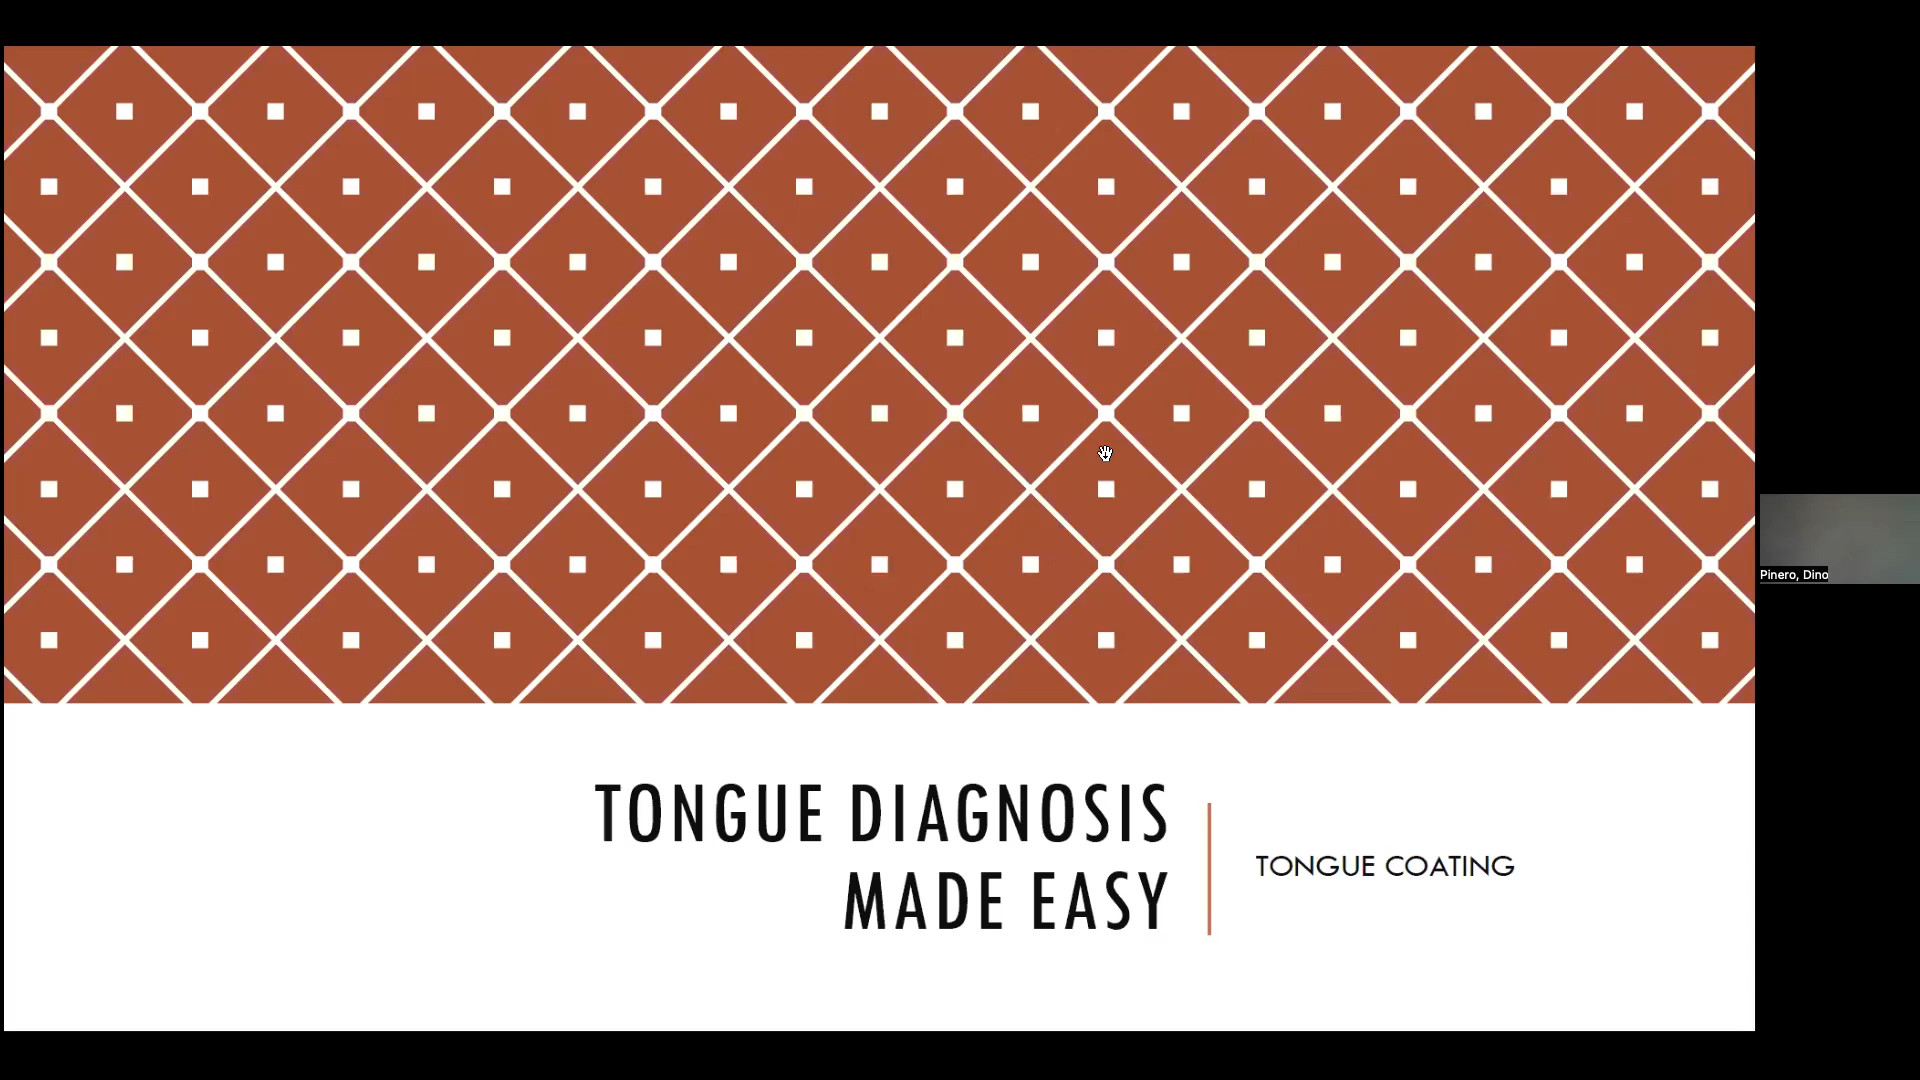 TONGUE DIAGNOSIS
MADE EASY
TONGUE COATING
Pinero, Dino